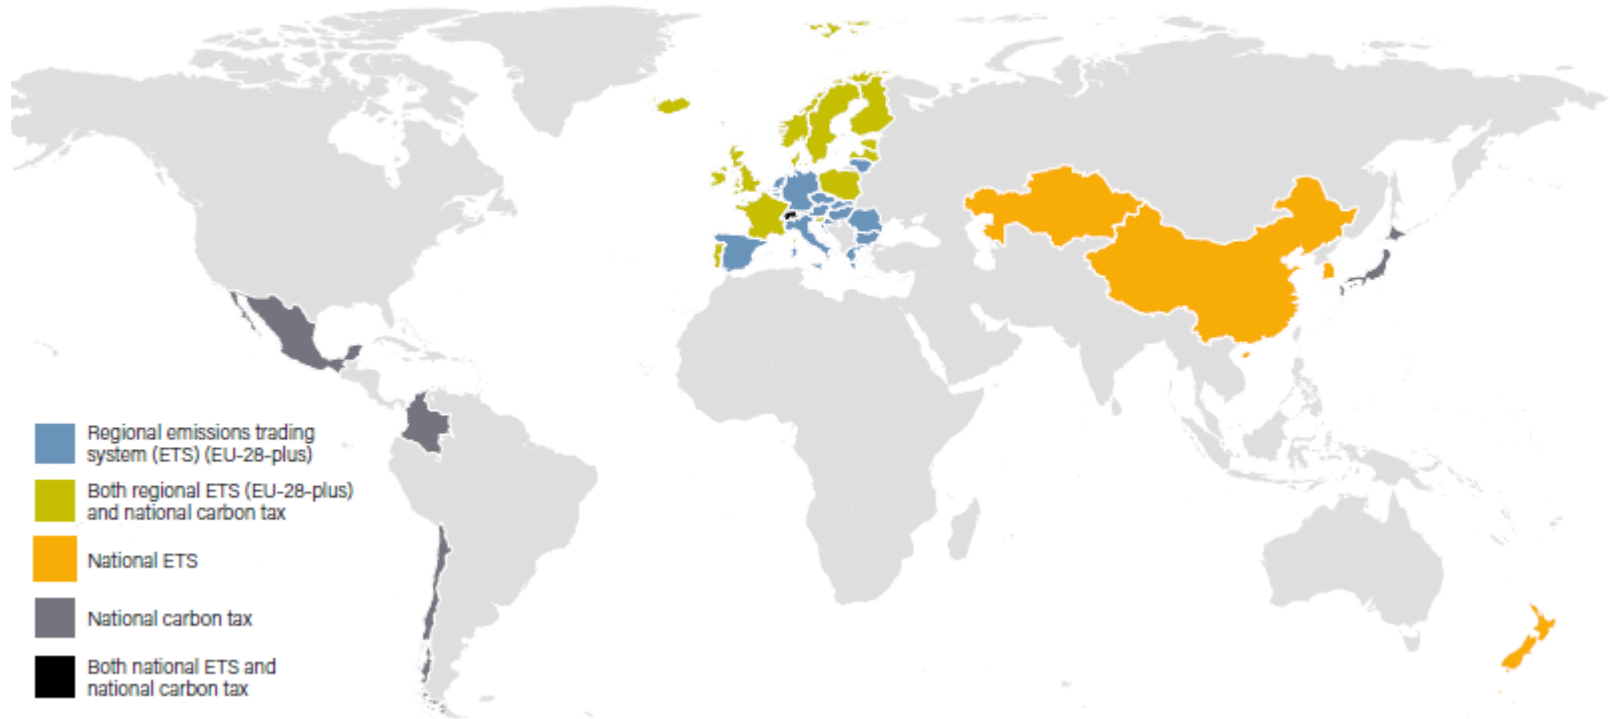 Regional emissions trading
system (ETS) (EU-28-plus)
Both regional ETS (EU-28-plus)
and national carbon tax
National ETS
National carbon tax
Both national ETS and
national carbon tax